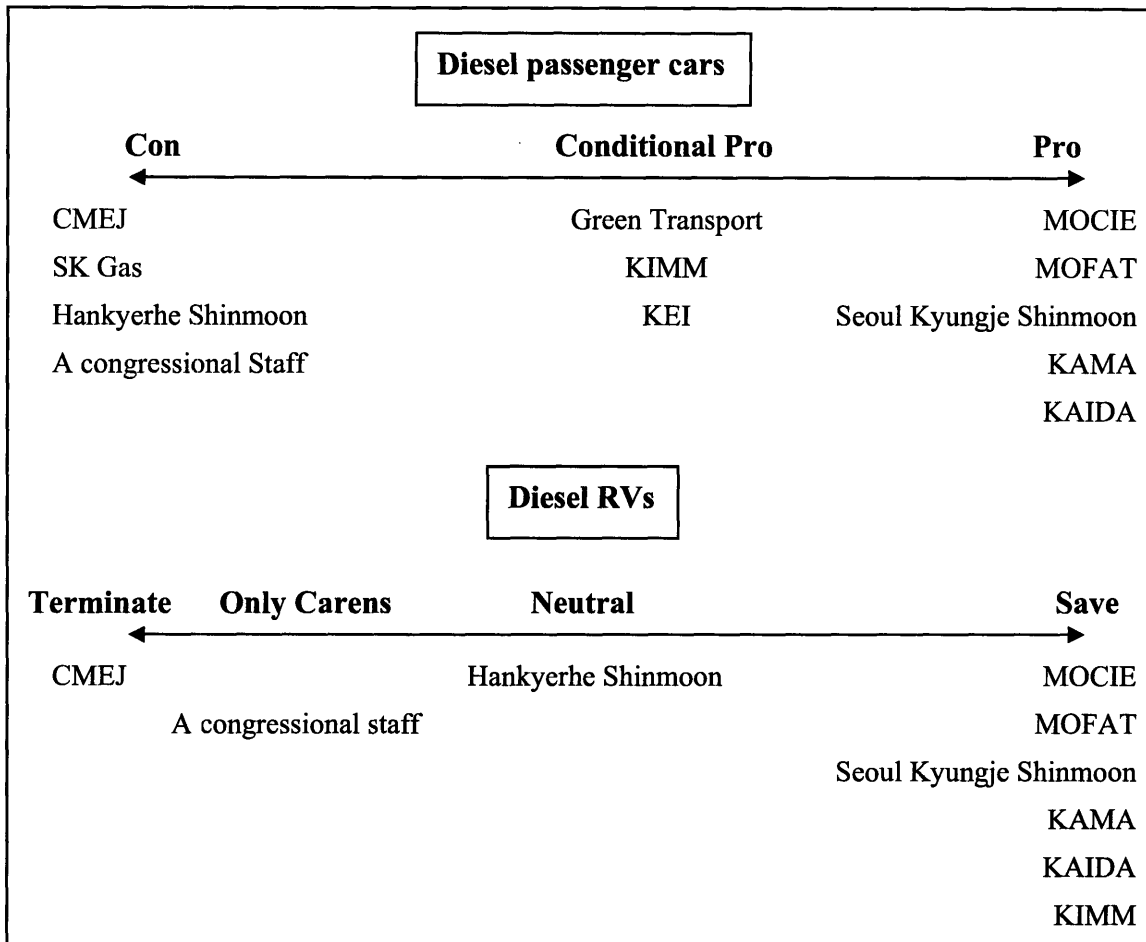 Diesel passenger cars
Con Conditional Pro Pro
CMEJ Green Transport MOCIE
SK Gas KIMM MOFAT
Hankyerhe Shinmoon KEI Seoul Kyungje Shinmoon
A congressional Staff KAMA
KAIDA
Diesel RVs
Terminate Only Carens Neutral Save
CMEJ Hankyerhe Shinmoon MOCIE
A congressional staff MOFAT
Seoul Kyungje Shinmoon
KAMA
KAIDA
KIMM